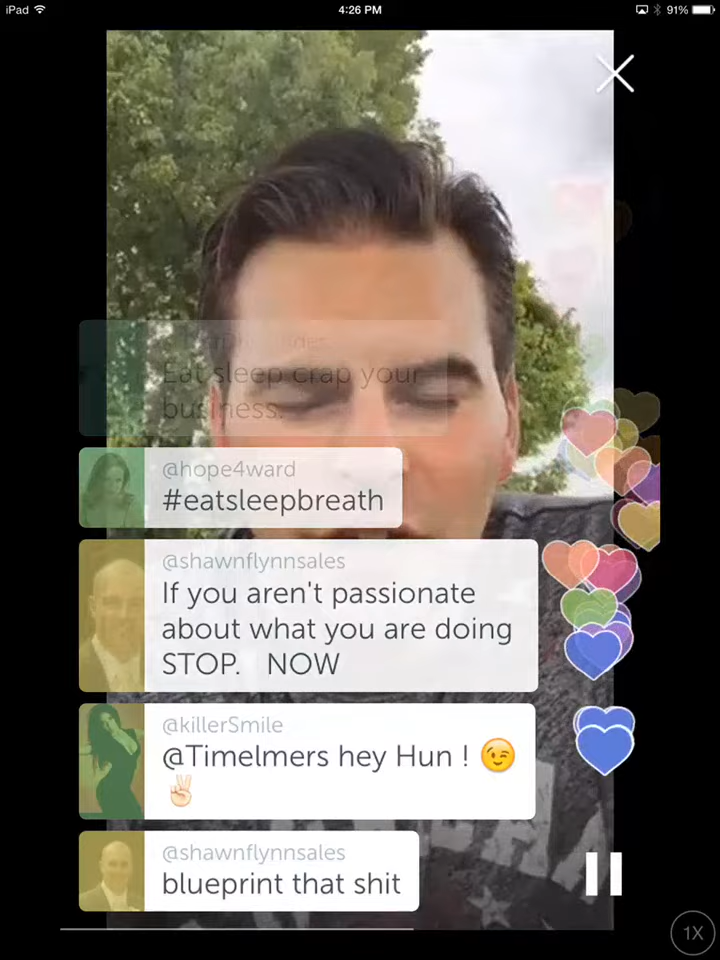 iPad
4:26 PM
91%
Eat sleep crap your
business.
@hope4ward
#eatsleepbreath
@shawnflynnsales
If you aren't passionate
about what you are doing
STOP. NOW
@killerSmile
@Timelmers hey Hun ! 😉
✌🏻
@shawnflynnsales
blueprint that shit
1X